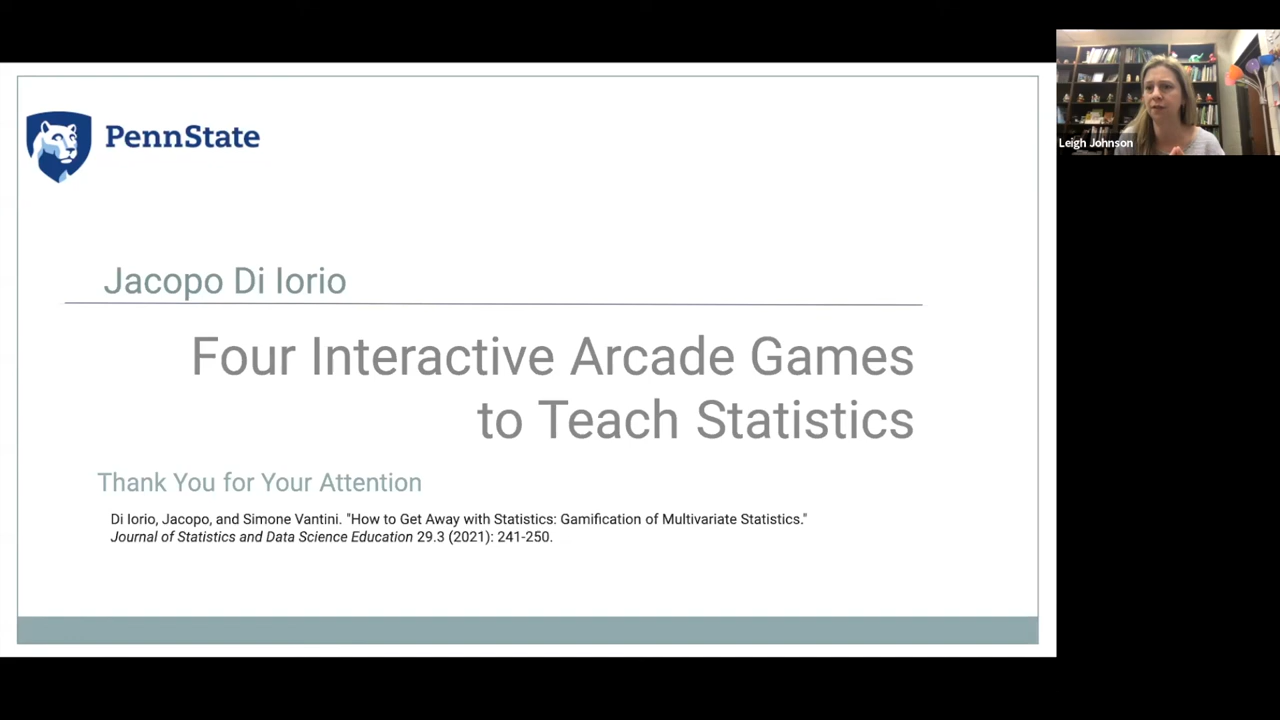 PennState
Leigh Johnson
Jacopo Di Iorio
Four Interactive Arcade Games
to Teach Statistics
Thank You for Your Attention
Di Iorio, Jacopo, and Simone Vantini. "How to Get Away with Statistics: Gamification of Multivariate Statistics."
Journal of Statistics and Data Science Education 29.3 (2021): 241-250.